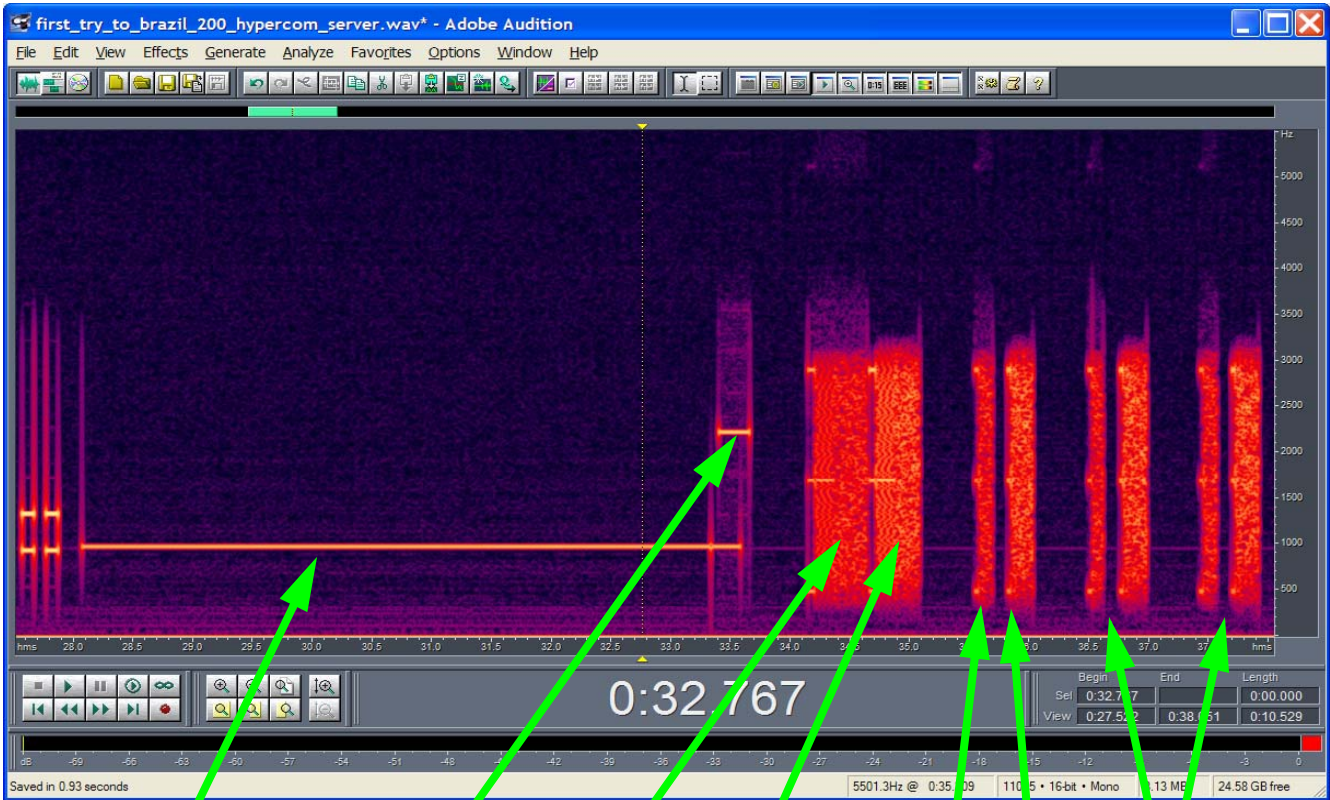 first_try_to_brazil_200_hypercom_server.wav* - Adobe Audition
File Edit View Effects Generate Analyze Favorites Options Window Help
Hz
5000
4500
4000
3500
3000
2500
2000
1500
1000
500
hms 28.0 28.5 29.0 29.5 30.0 30.5 31.0 31.5 32.0 32.5 33.0 33.5 34.0 34.5 35.0 36.5 37.0 hms
0:32.767
Begin End Length
Sel 0:32.767 0:00.000
View 0:27.522 0:38.051 0:10.529
dB -69 -66 -63 -60 -57 -54 -51 -48 -45 -42 -39 -36 -33 -30 -27 -24 -21 -18 -15 -12 -3 0
Saved in 0.93 seconds 5501.3Hz @ 16-bit • Mono 24.58 GB free